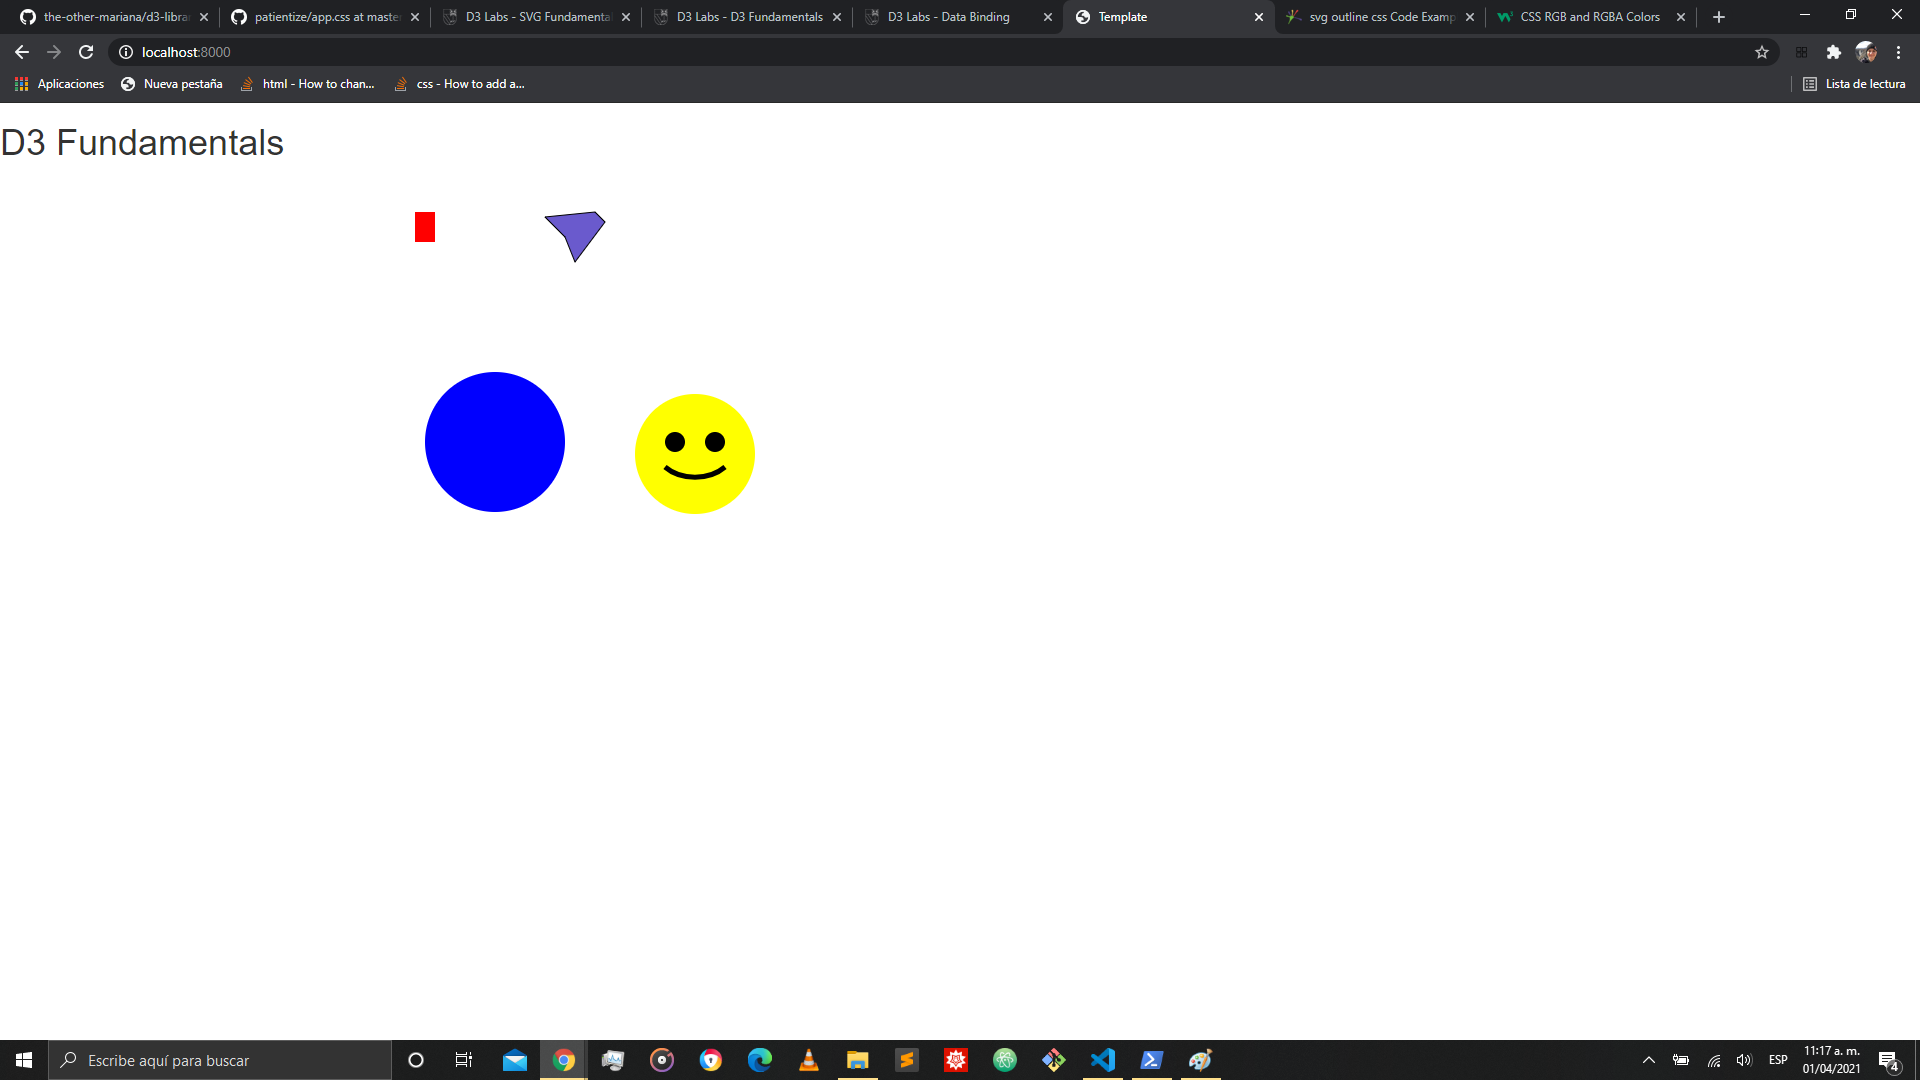 the-other-mariana/d3-librar
patientize/app.css at master
D3 Labs - SVG Fundamental
D3 Labs - D3 Fundamentals
D3 Labs - Data Binding
Template
svg outline css Code Examp
CSS RGB and RGBA Colors
localhost:8000
Aplicaciones
Nueva pestaña
html - How to chan...
css - How to add a...
Lista de lectura
D3 Fundamentals
Escribe aquí para buscar
ESP
11:17 a. m.
01/04/2021
4